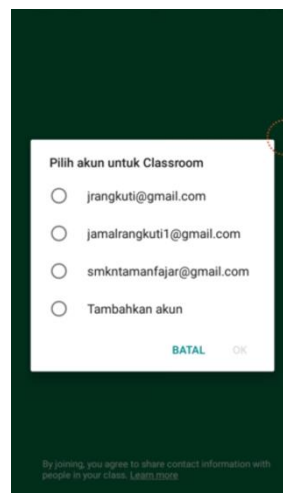 Pilih akun untuk Classroom
jrangkuti@gmail.com
jamalrangkuti1@gmail.com
smkntamanfajar@gmail.com
Tambahkan akun
BATAL OK
By joining, you agree to share contact information with
people in your class. Learn more